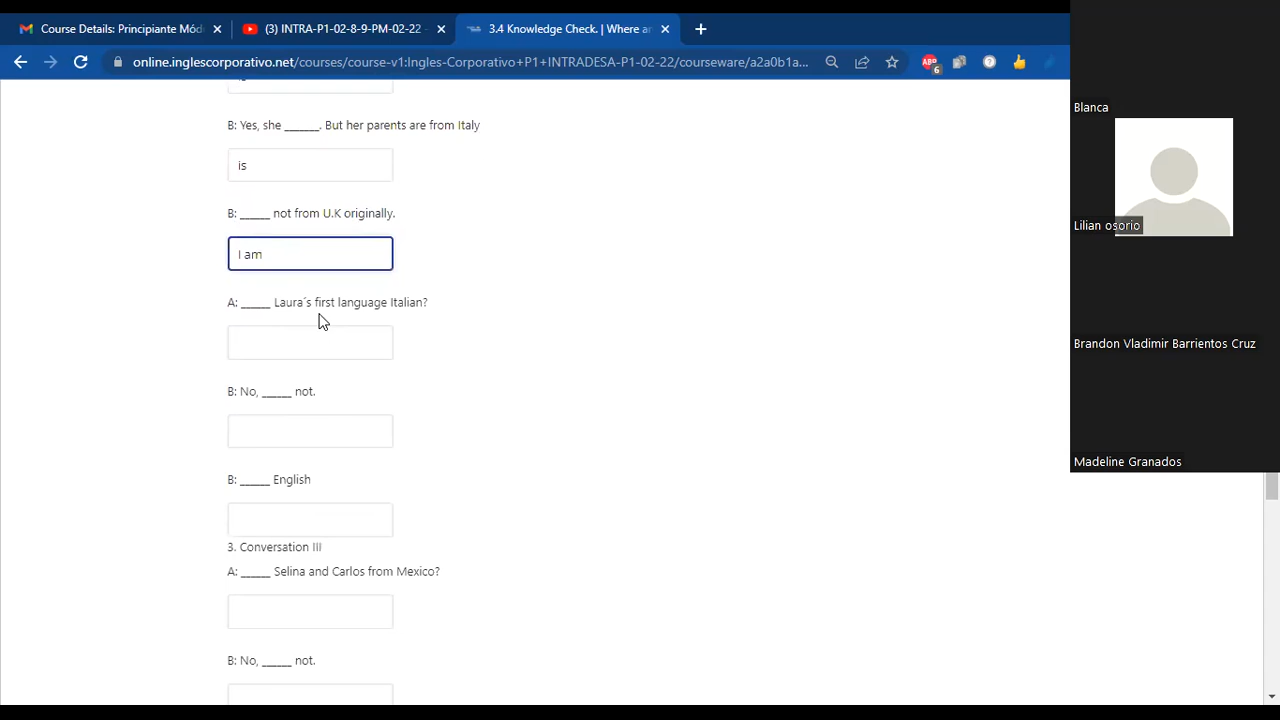 Course Details: Principiante Mód
(3) INTRA-P1-02-8-9-PM-02-22 -
3.4 Knowledge Check. | Where ar
online.inglescorporativo.net/courses/course-v1:Ingles-Corporativo+P1+INTRADESA-P1-02-22/courseware/a2a0b1a...
ABP
6
B: Yes, she ______. But her parents are from Italy
is
B: _____ not from U.K originally.
I am
A: _____ Laura´s first language Italian?
B: No, _____ not.
B: _____ English
3. Conversation III
A: _____ Selina and Carlos from Mexico?
B: No, _____ not.
Blanca
Lilian osorio
Brandon Vladimir Barrientos Cruz
Madeline Granados